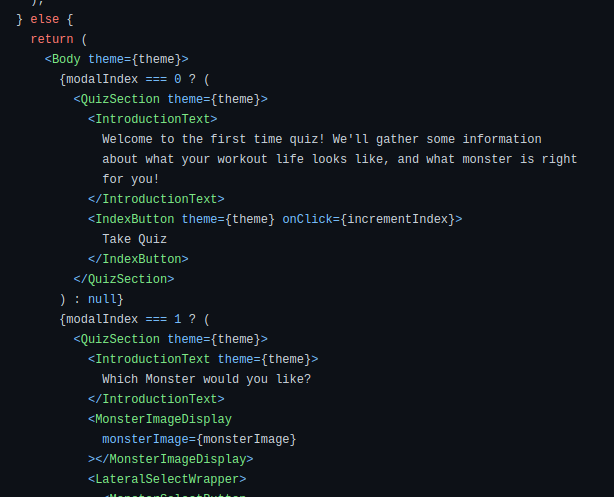 );
} else {
return (
<Body theme={theme}>
{modalIndex === 0 ? (
<QuizSection theme={theme}>
<IntroductionText>
Welcome to the first time quiz! We'll gather some information
about what your workout life looks like, and what monster is right
for you!
</IntroductionText>
<IndexButton theme={theme} onClick={incrementIndex}>
Take Quiz
</IndexButton>
</QuizSection>
) : null}
{modalIndex === 1 ? (
<QuizSection theme={theme}>
<IntroductionText theme={theme}>
Which Monster would you like?
</IntroductionText>
<MonsterImageDisplay
monsterImage={monsterImage}
></MonsterImageDisplay>
<LateralSelectWrapper>
<MonsterSelectButton